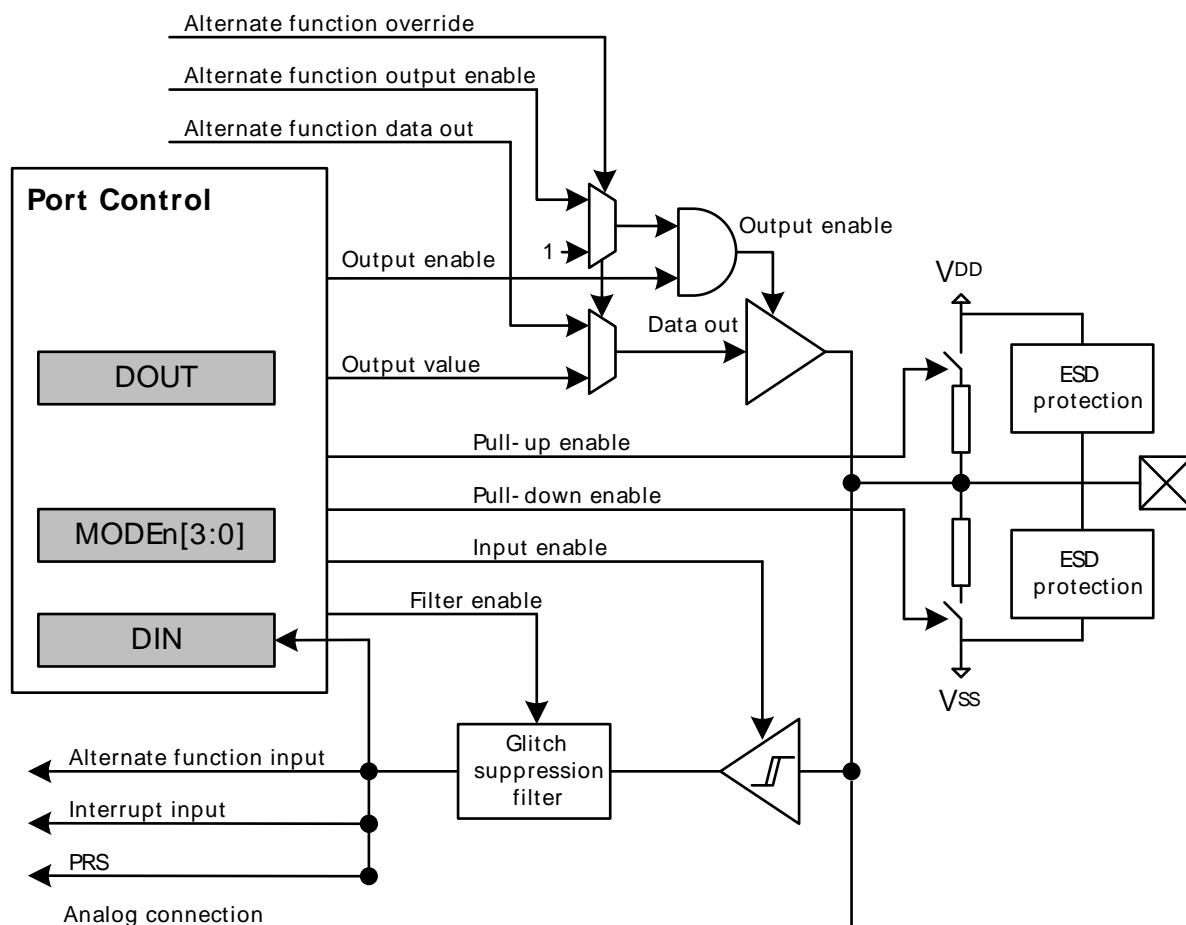 Alternate function override
Alternate function output enable
Alternate function data out
Port Control
Output enable
1
Output enable
VDD
Data out
DOUT
Output value
ESD
protection
Pull-up enable
Pull-down enable
MODEn[3:0]
Input enable
ESD
protection
Filter enable
DIN
VSS
Glitch
suppression
filter
Alternate function input
Interrupt input
PRS
Analog connection